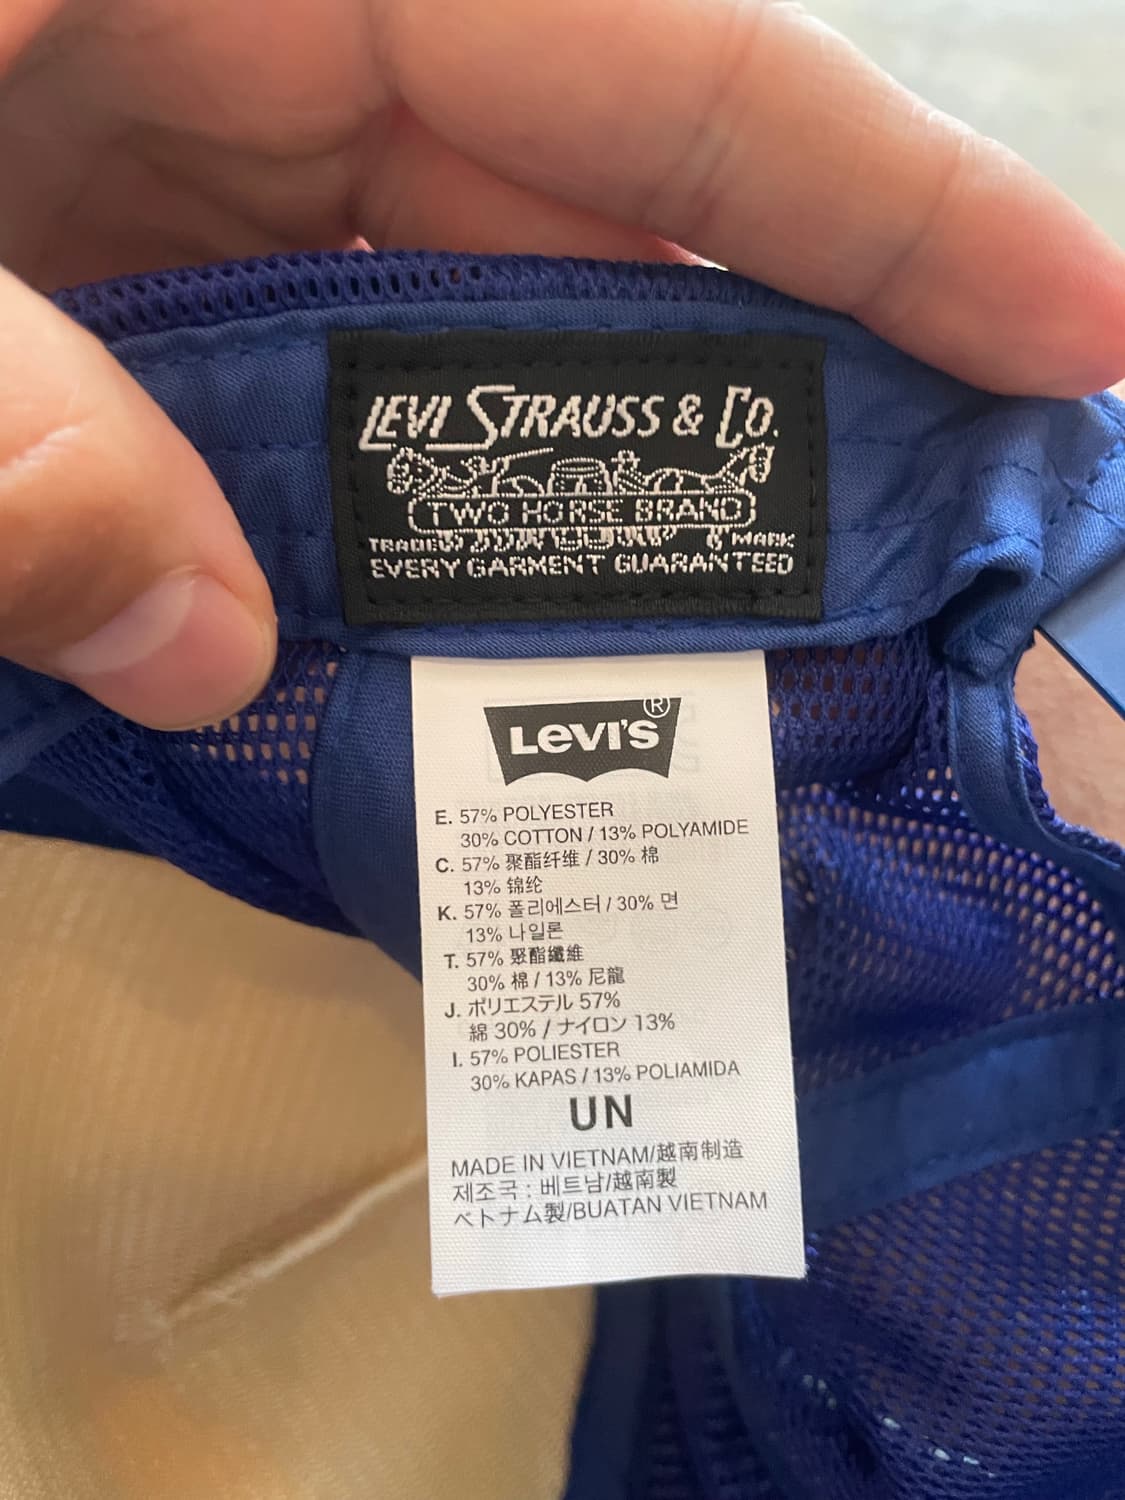 LEVI STRAUSS & CO.
TWO HORSE BRAND
TRADE MARK
EVERY GARMENT GUARANTEED
LEVI'S®
E. 57% POLYESTER
30% COTTON / 13% POLYAMIDE
C. 57% 聚酯纤维 / 30% 棉
13% 锦纶
K. 57% 폴리에스터 / 30% 면
13% 나일론
T. 57% 聚酯纖維
30% 棉 / 13% 尼龍
J. ポリエステル 57%
綿 30% / ナイロン 13%
I. 57% POLIESTER
30% KAPAS / 13% POLIAMIDA
UN
MADE IN VIETNAM/越南制造
제조국 : 베트남/越南製
ベトナム製/BUATAN VIETNAM